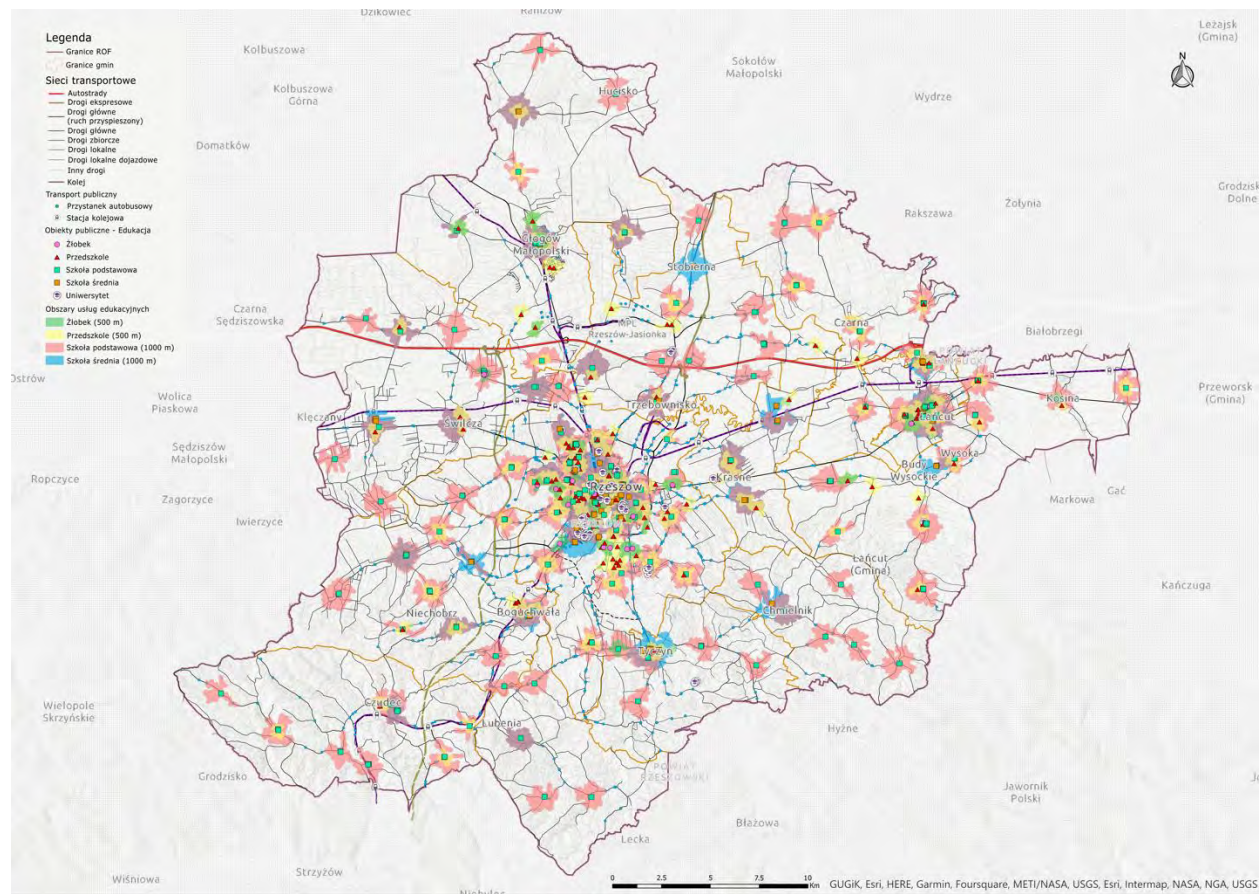 Dzikowiec
Ramżów
Leżajsk
(Gmina)
Legenda
Granice ROF
Granice gmin
Sieci transportowe
Autostrady
Drogi ekspresowe
Drogi główne
(ruch przyspieszony)
Drogi główne
Drogi zbiorcze
Drogi lokalne
Drogi lokalne dojazdowe
Inny drogi
Kolej
Transport publiczny
Przystanek autobusowy
Stacja kolejowa
Obiekty publiczne - Edukacja
Żłobek
Przedszkole
Szkoła podstawowa
Szkoła średnia
Uniwersytet
Obszary usług edukacyjnych
Żłobek (500 m)
Przedszkole (500 m)
Szkoła podstawowa (1000 m)
Szkoła średnia (1000 m)
N
Kolbuszowa
Sokołów
Małopolski
Kolbuszowa
Górna
Hucisko
Wydrze
Domatków
Grodzisk
Dolne
Żołynia
Rakszawa
Głogów
Małopolski
Stobierna
Czarna
Sędziszowska
MPL
Rzeszów-Jasionka
Czarna
Białobrzegi
Ostrów
Wolica
Piaskowa
Klęczany
Trzebownisko
Kosina
Przeworsk
(Gmina)
Świlcza
Łańcut
Sędziszów
Małopolski
Wysoka
Ropczyce
Zagorzyce
Rzeszów
Krasne
Budy
Wysockie
Markowa
Gać
Iwierzyce
Łańcut
(Gmina)
Kańczuga
Niechobrz
Boguchwała
Chmielnik
Tyczyn
Wielopole
Skrzyńskie
Czudec
Lubenia
Hyżne
Grodzisko
POWIAT
RZESZOWSKI
Jawornik
Polski
Błażowa
Lecka
Strzyżów
Wiśniowa
Niebylec
0 2.5 5 7.5 10
Km
GUGiK, Esri, HERE, Garmin, Foursquare, METI/NASA, USGS, Esri, Intermap, NASA, NGA, USGS